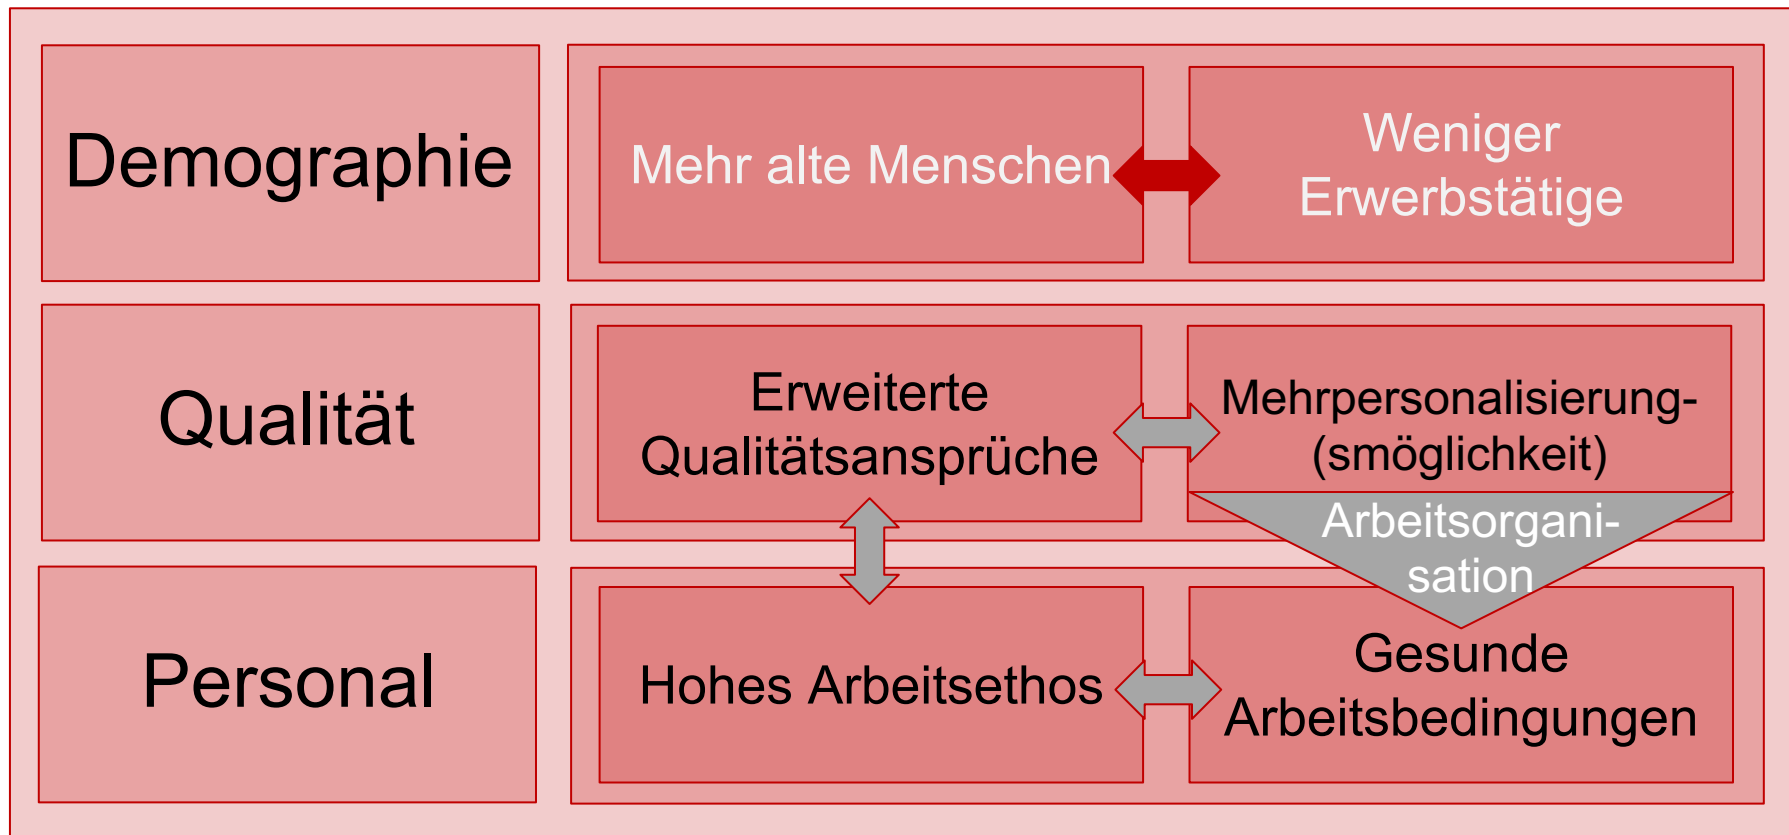 Demographie
Mehr alte Menschen
Weniger
Erwerbstätige
Qualität
Erweiterte
Qualitätsansprüche
Mehrpersonalisierung-
(smöglichkeit)
Arbeitsorgani-
sation
Personal
Hohes Arbeitsethos
Gesunde
Arbeitsbedingungen